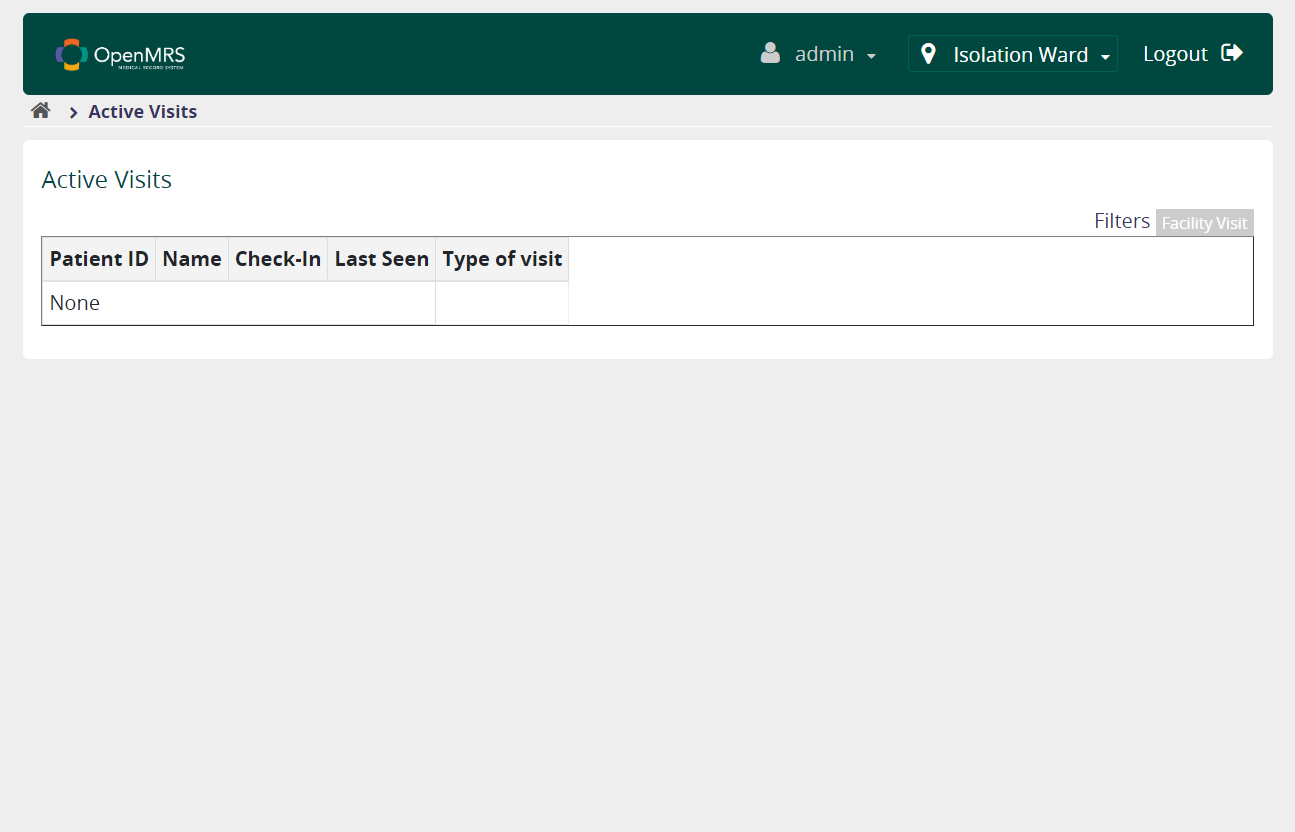 OpenMRS
MEDICAL RECORD SYSTEM
admin
Isolation Ward
Logout
Active Visits
Active Visits
Filters Facility Visit
Patient ID Name Check-In Last Seen Type of visit
None